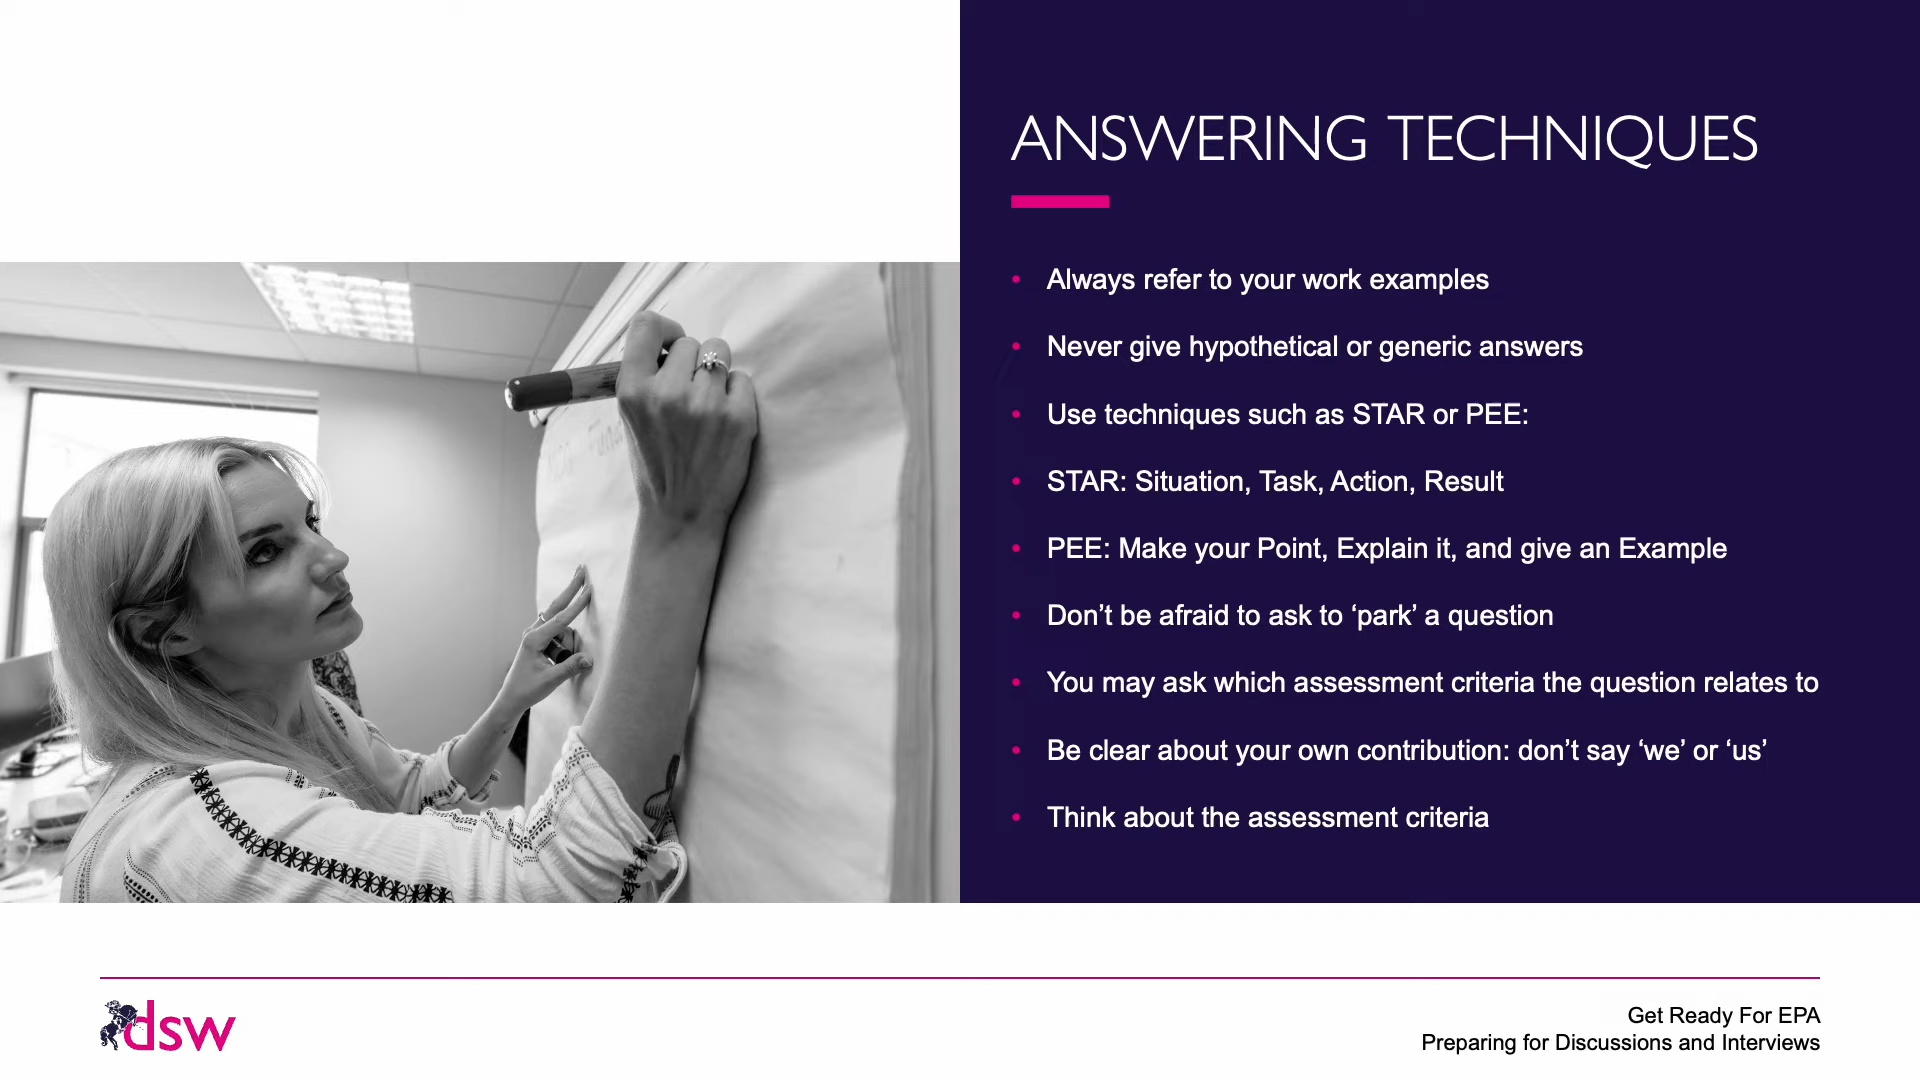 ANSWERING TECHNIQUES
• Always refer to your work examples
• Never give hypothetical or generic answers
• Use techniques such as STAR or PEE:
• STAR: Situation, Task, Action, Result
• PEE: Make your Point, Explain it, and give an Example
• Don’t be afraid to ask to ‘park’ a question
• You may ask which assessment criteria the question relates to
• Be clear about your own contribution: don’t say ‘we’ or ‘us’
• Think about the assessment criteria
dsw
Get Ready For EPA
Preparing for Discussions and Interviews